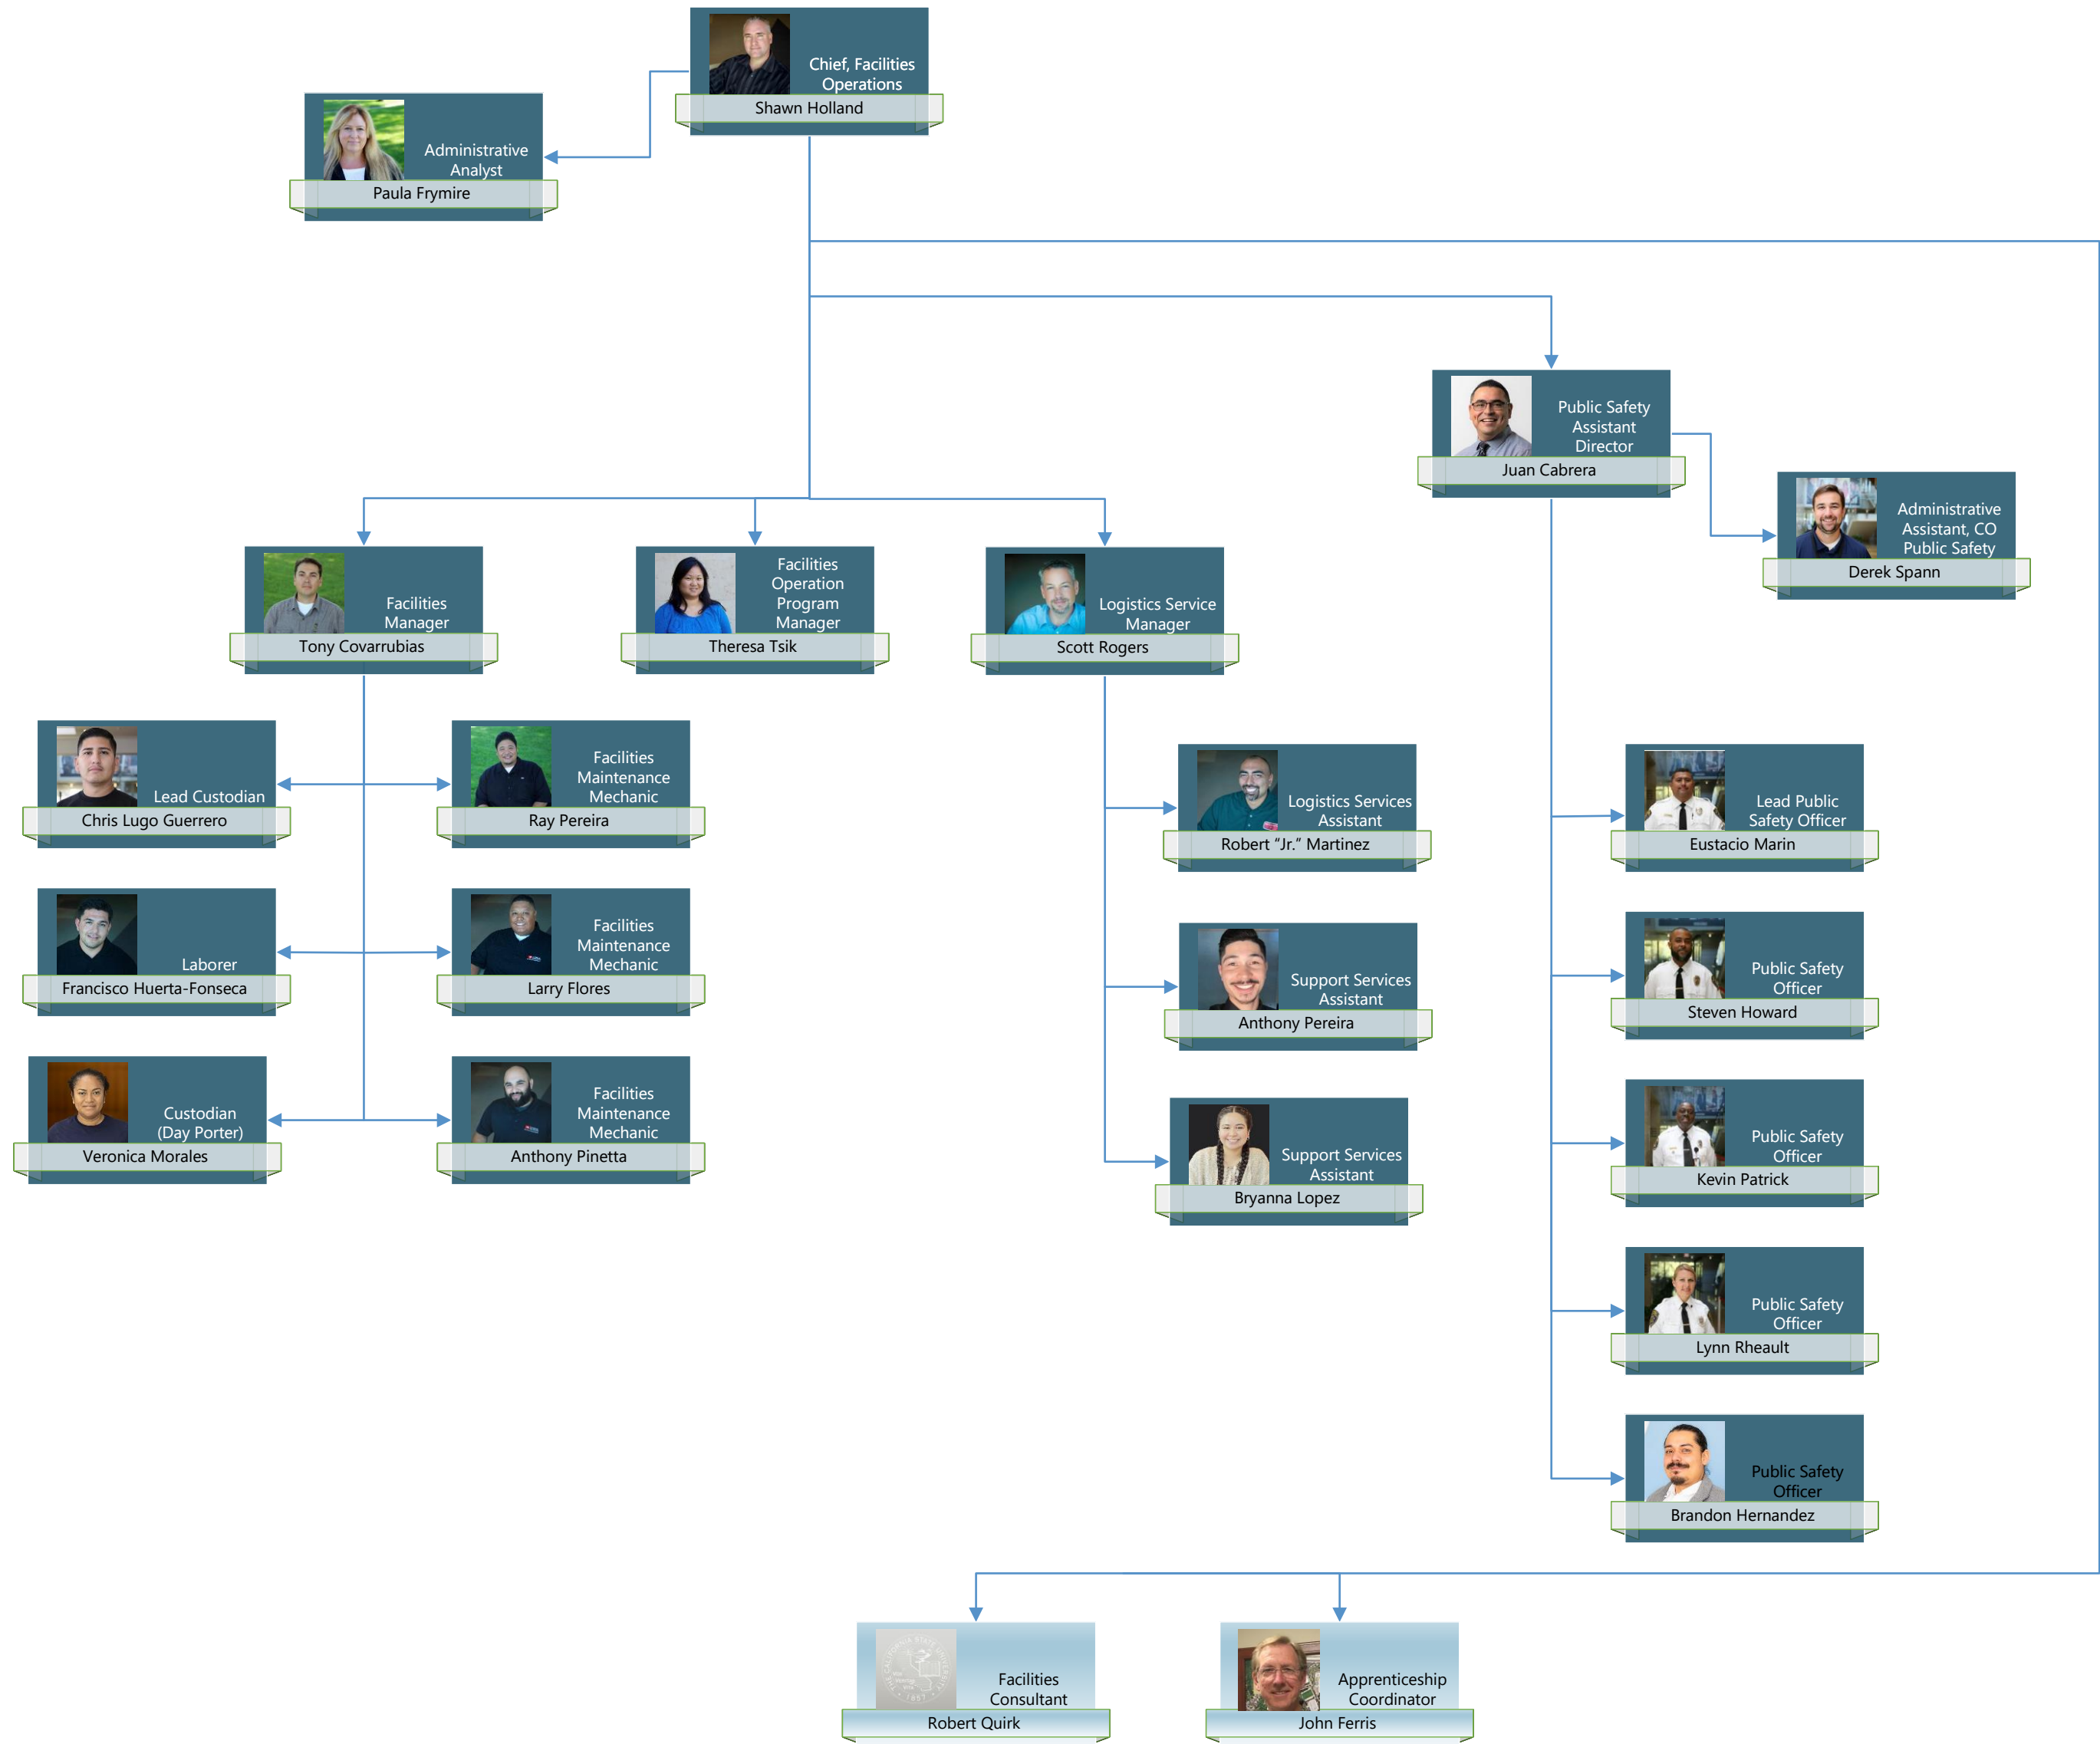 Chief, Facilities
Operations
Shawn Holland
Administrative
Analyst
Paula Frymire
Public Safety
Assistant
Director
Juan Cabrera
Administrative
Assistant, CO
Public Safety
Derek Spann
Facilities
Manager
Tony Covarrubias
Facilities
Operation
Program
Manager
Theresa Tsik
Logistics Service
Manager
Scott Rogers
Lead Custodian
Chris Lugo Guerrero
Facilities
Maintenance
Mechanic
Ray Pereira
Logistics Services
Assistant
Robert “Jr.” Martinez
Lead Public
Safety Officer
Eustacio Marin
Laborer
Francisco Huerta-Fonseca
Facilities
Maintenance
Mechanic
Larry Flores
Support Services
Assistant
Anthony Pereira
Public Safety
Officer
Steven Howard
Custodian
(Day Porter)
Veronica Morales
Facilities
Maintenance
Mechanic
Anthony Pinetta
Support Services
Assistant
Bryanna Lopez
Public Safety
Officer
Kevin Patrick
Public Safety
Officer
Lynn Rheault
Public Safety
Officer
Brandon Hernandez
THE CALIFORNIA STATE UNIVERSITY
1857
Facilities
Consultant
Robert Quirk
Apprenticeship
Coordinator
John Ferris